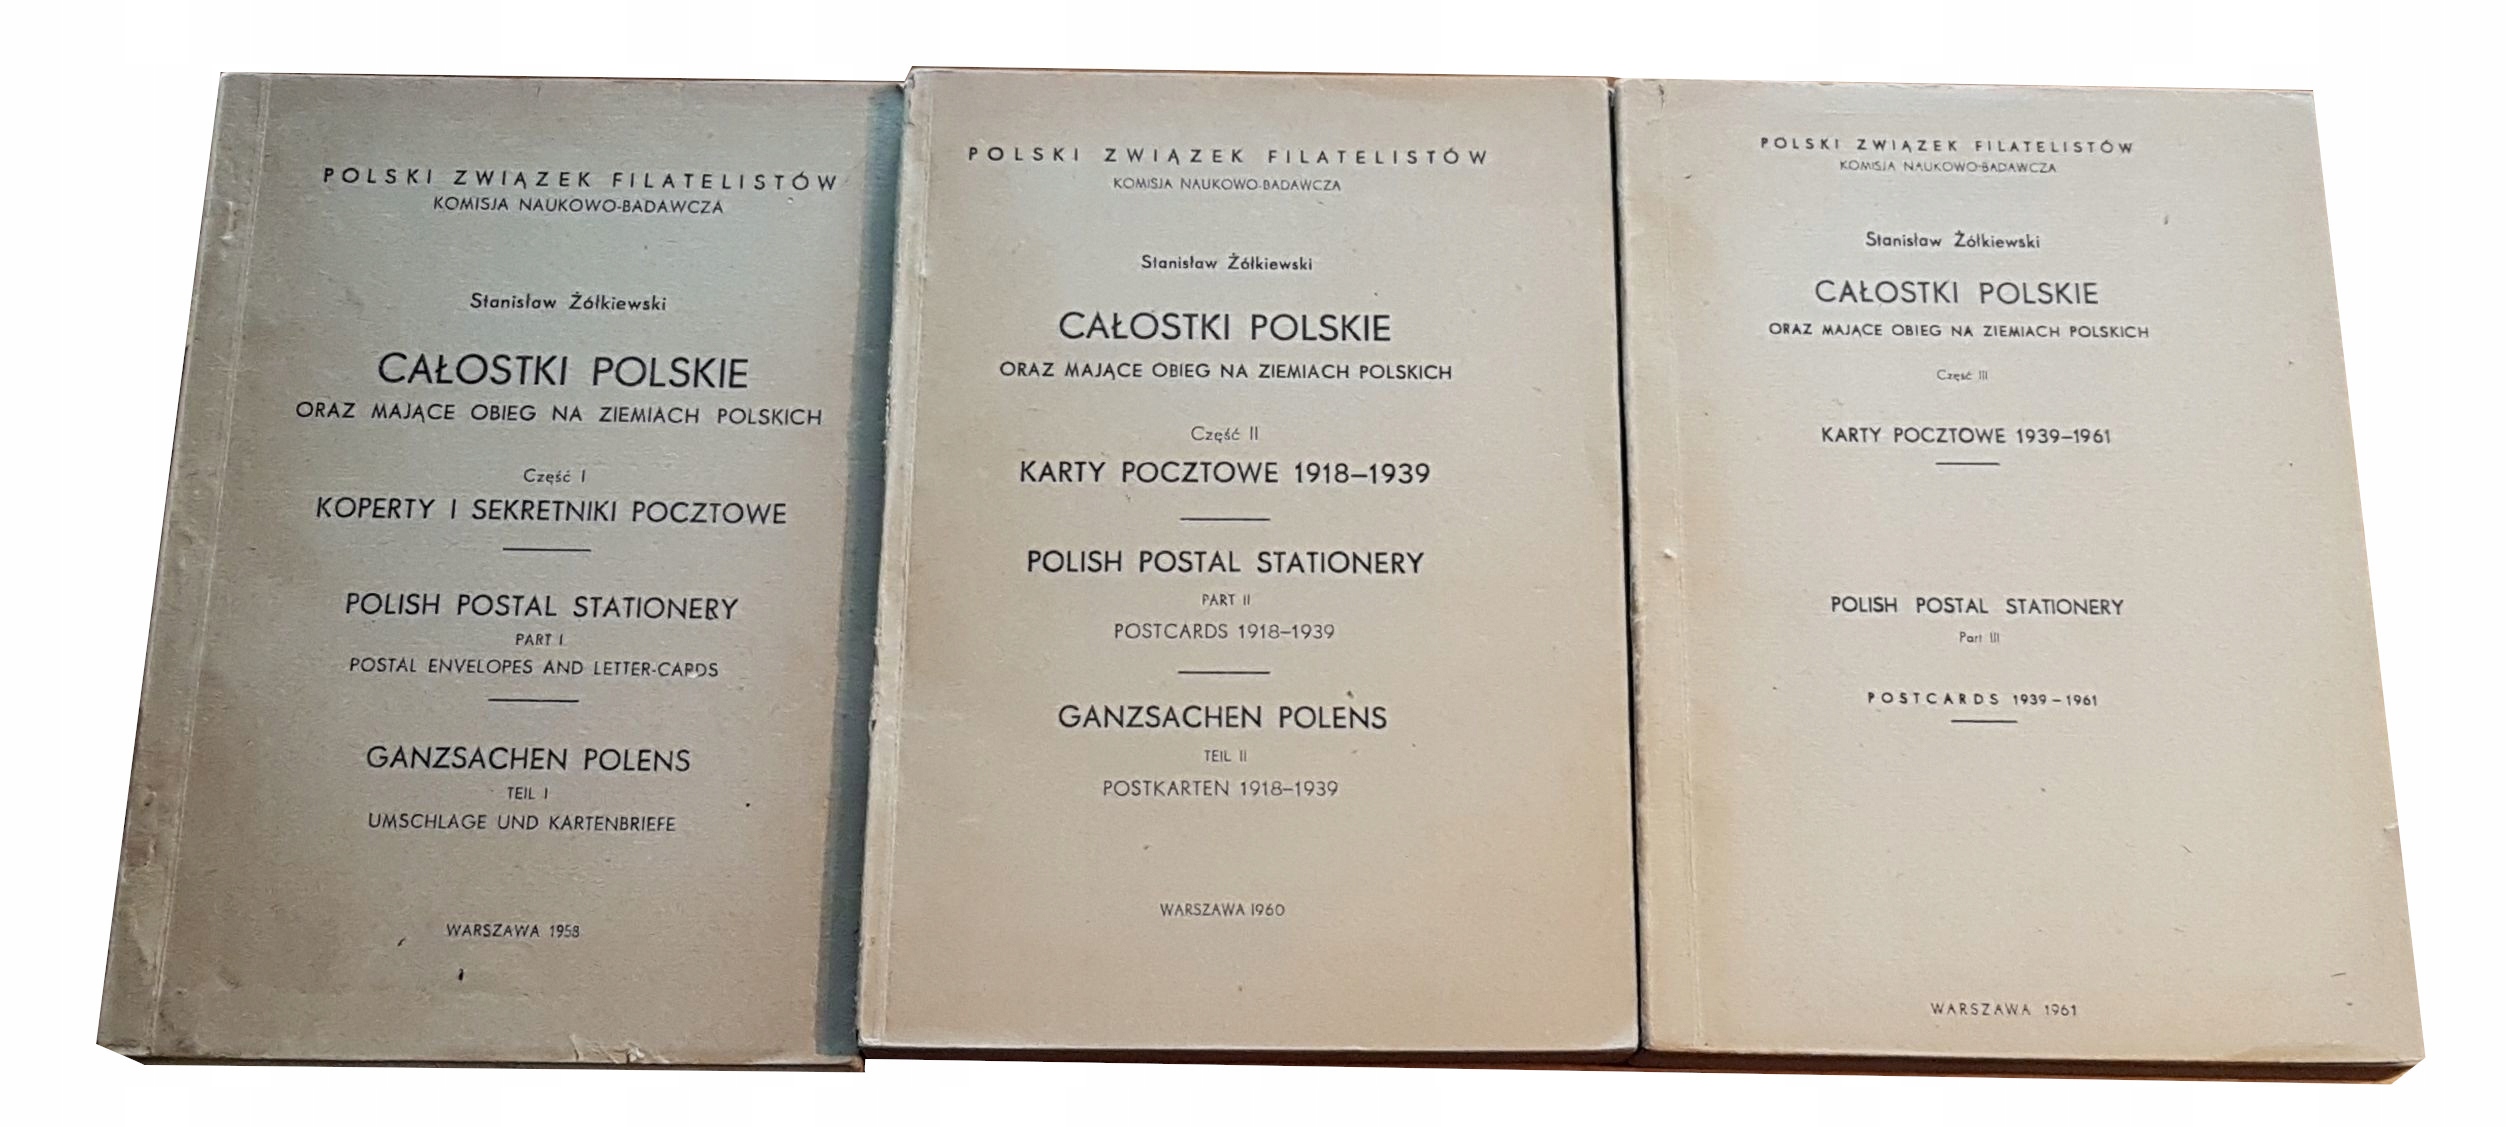 POLSKI ZWIĄZEK FILATELISTÓW
KOMISJA NAUKOWO-BADAWCZA
Stanisław Żółkiewski
CAŁOSTKI POLSKIE
ORAZ MAJĄCE OBIEG NA ZIEMIACH POLSKICH
Część I
KOPERTY I SEKRETNIKI POCZTOWE
POLISH POSTAL STATIONERY
PART I
POSTAL ENVELOPES AND LETTER-CARDS
GANZSACHEN POLENS
TEIL I
UMSCHLAGE UND KARTENBRIEFE
WARSZAWA 1958
POLSKI ZWIĄZEK FILATELISTÓW
KOMISJA NAUKOWO-BADAWCZA
Stanisław Żółkiewski
CAŁOSTKI POLSKIE
ORAZ MAJĄCE OBIEG NA ZIEMIACH POLSKICH
Część II
KARTY POCZTOWE 1918–1939
POLISH POSTAL STATIONERY
PART II
POSTCARDS 1918–1939
GANZSACHEN POLENS
TEIL II
POSTKARTEN 1918–1939
WARSZAWA 1960
POLSKI ZWIĄZEK FILATELISTÓW
KOMISJA NAUKOWO-BADAWCZA
Stanisław Żółkiewski
CAŁOSTKI POLSKIE
ORAZ MAJĄCE OBIEG NA ZIEMIACH POLSKICH
Część III
KARTY POCZTOWE 1939–1961
POLISH POSTAL STATIONERY
Part III
POSTCARDS 1939–1961
WARSZAWA 1961